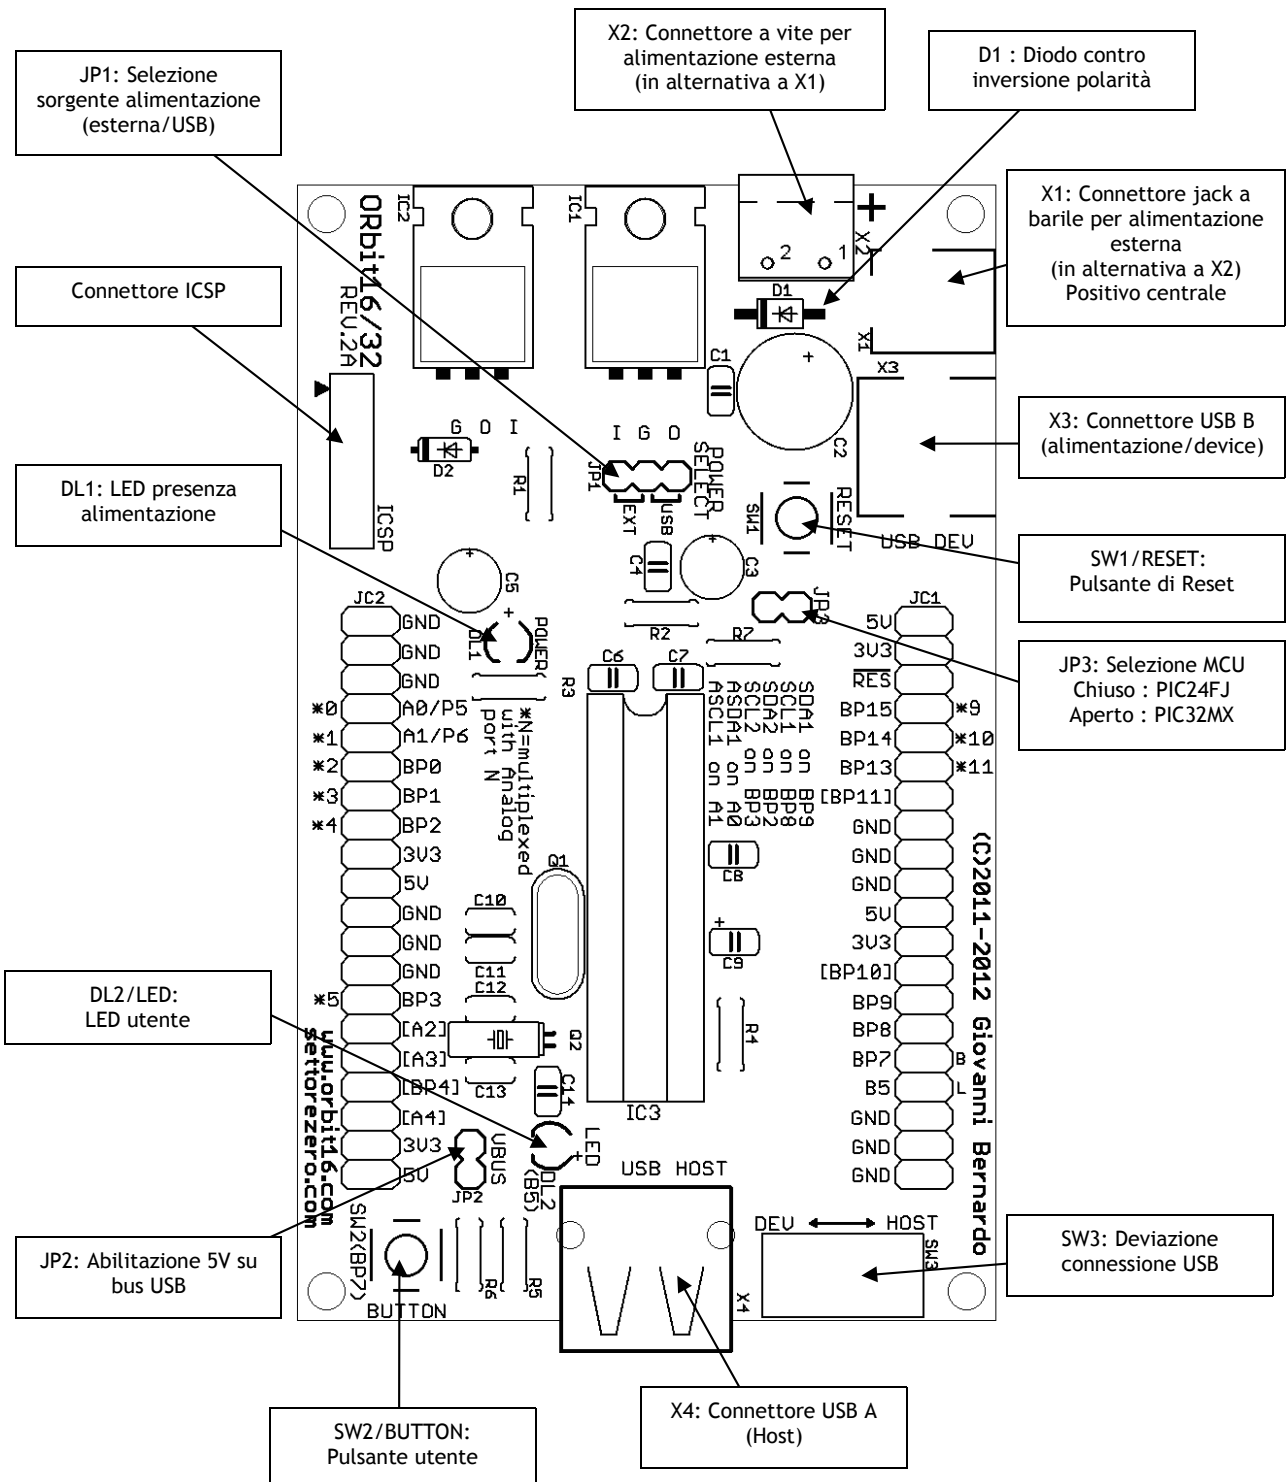 X2: Connettore a vite per
alimentazione esterna
(in alternativa a X1)
D1 : Diodo contro
inversione polarità
JP1: Selezione
sorgente alimentazione
(esterna/USB)
X1: Connettore jack a
barile per alimentazione
esterna
(in alternativa a X2)
Positivo centrale
Connettore ICSP
X3: Connettore USB B
(alimentazione/device)
DL1: LED presenza
alimentazione
SW1/RESET:
Pulsante di Reset
JP3: Selezione MCU
Chiuso : PIC24FJ
Aperto : PIC32MX
DL2/LED:
LED utente
JP2: Abilitazione 5V su
bus USB
SW3: Deviazione
connessione USB
SW2/BUTTON:
Pulsante utente
X4: Connettore USB A
(Host)
ORbit16/32
REV.2A
IC2
IC1
+
X2
2
1
D1
X1
X3
C1
+
C2
G O I
I G O
D2
R1
JP1
POWER
SELECT
EXT
USB
SW1
RESET
USB DEV
ICSP
C5
+
C4
+
C3
JP3
DL1
POWER
R2
R7
R3
C6
C7
JC2
GND
GND
GND
*0 A0/P5
*1 A1/P6
*2 BP0
*3 BP1
*4 BP2
3V3
5V
GND
GND
GND
*5 BP3
[A2]
[A3]
[BP4]
[A4]
3V3
5V
JC1
5V
3V3
RES
BP15 *9
BP14 *10
BP13 *11
[BP11]
GND
GND
GND
5V
3V3
[BP10]
BP9
BP8
BP7 B
B5 L
GND
GND
GND
*N=multiplexed
with Analog
port N
SDA1 on BP9
SCL1 on BP8
SDA2 on BP2
SCL2 on BP3
ASDA1 on A0
ASCL1 on A1
C8
+
C9
Q1
C10
C11
C12
Q2
C13
C14
R4
IC3
(C)2011-2012 Giovanni Bernardo
www.orbit16.com
settorezero.com
VBUS
JP2
LED
+
DL2
(B5)
USB HOST
SW2(BP7)
BUTTON
R6
R5
X4
DEV HOST
SW3